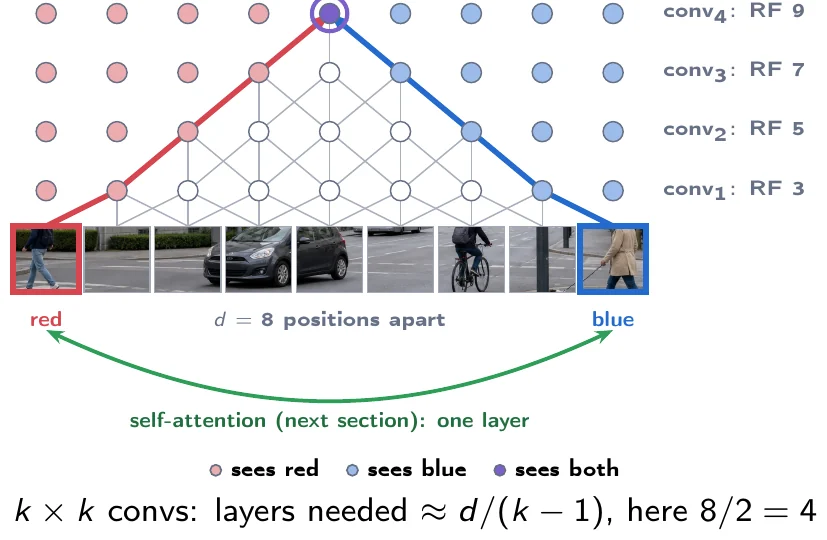 conv₄: RF 9
conv₃: RF 7
conv₂: RF 5
conv₁: RF 3
red
d = 8 positions apart
blue
self-attention (next section): one layer
sees red
sees blue
sees both
k × k convs: layers needed ≈ d/(k − 1), here 8/2 = 4